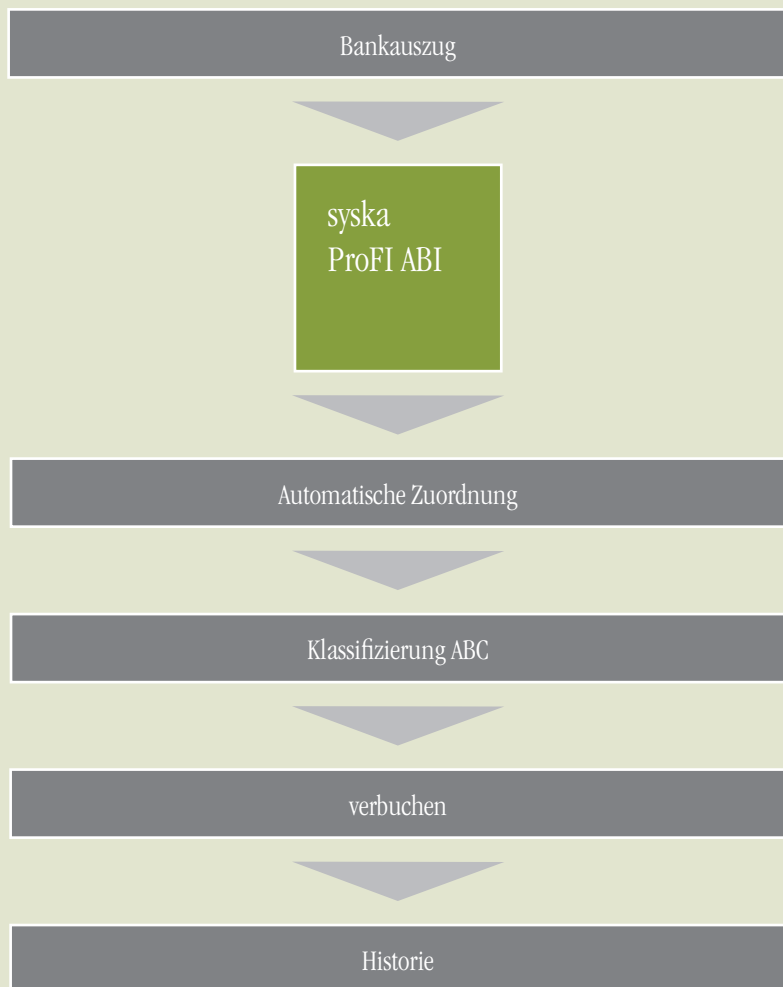 Bankauszug
syska
ProFI ABI
Automatische Zuordnung
Klassifizierung ABC
verbuchen
Historie